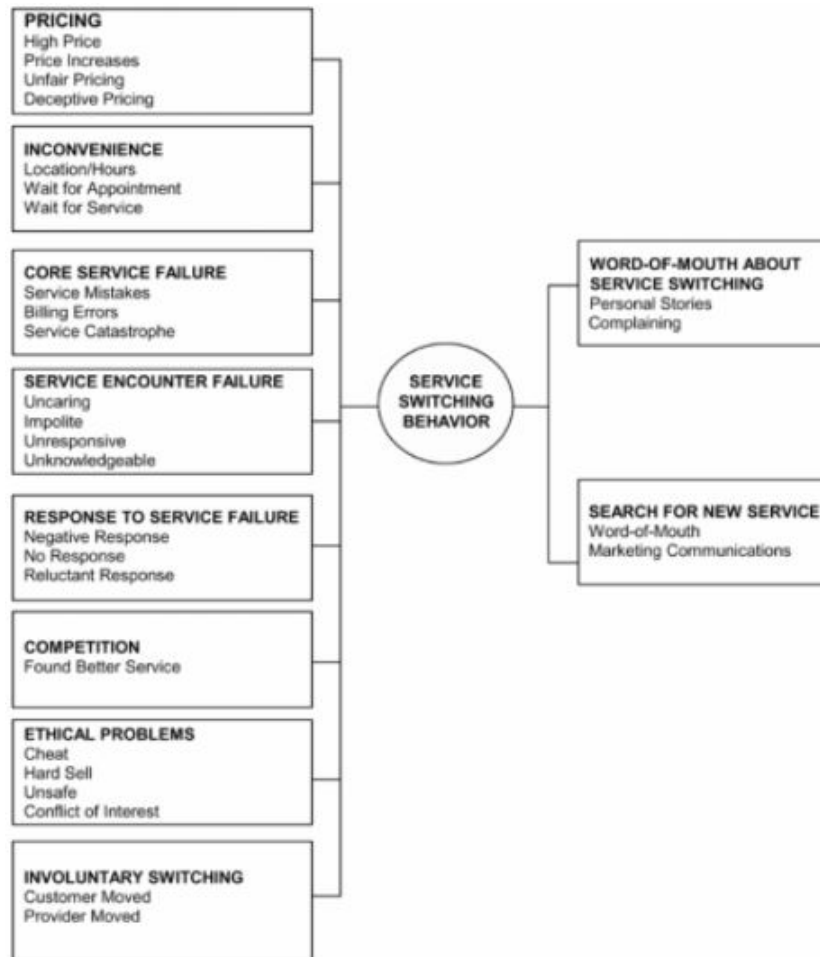 PRICING
High Price
Price Increases
Unfair Pricing
Deceptive Pricing
INCONVENIENCE
Location/Hours
Wait for Appointment
Wait for Service
CORE SERVICE FAILURE
Service Mistakes
Billing Errors
Service Catastrophe
SERVICE ENCOUNTER FAILURE
Uncaring
Impolite
Unresponsive
Unknowledgeable
RESPONSE TO SERVICE FAILURE
Negative Response
No Response
Reluctant Response
COMPETITION
Found Better Service
ETHICAL PROBLEMS
Cheat
Hard Sell
Unsafe
Conflict of Interest
INVOLUNTARY SWITCHING
Customer Moved
Provider Moved
SERVICE
SWITCHING
BEHAVIOR
WORD-OF-MOUTH ABOUT
SERVICE SWITCHING
Personal Stories
Complaining
SEARCH FOR NEW SERVICE
Word-of-Mouth
Marketing Communications